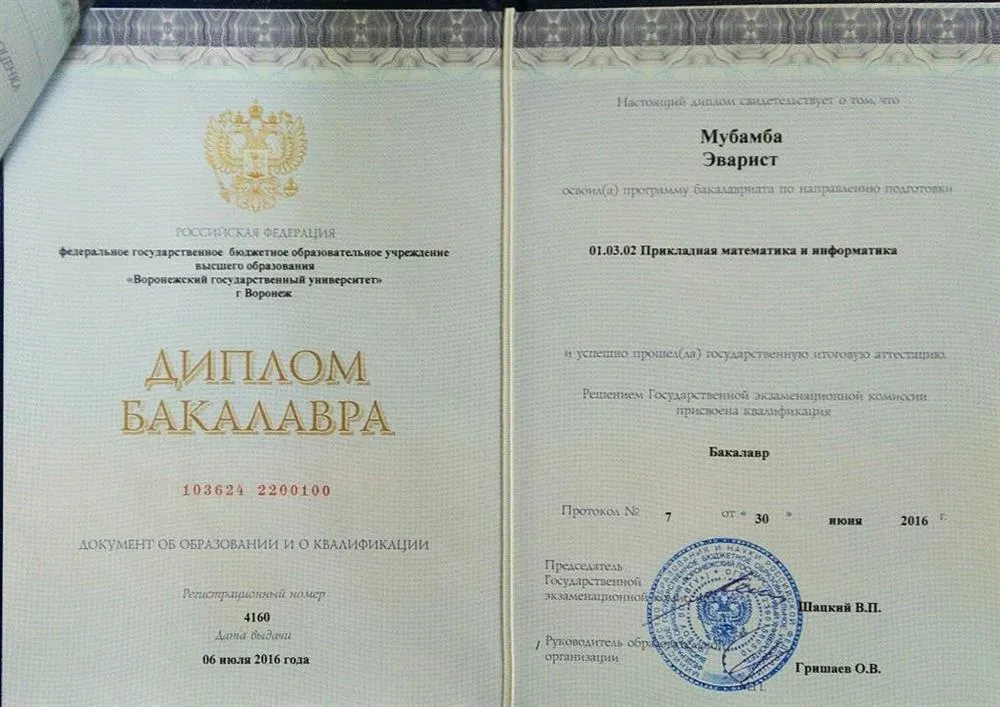 ОЦЕНКА
РОССИЙСКАЯ ФЕДЕРАЦИЯ
федеральное государственное бюджетное образовательное учреждение
высшего образования
«Воронежский государственный университет»
г Воронеж
ДИПЛОМ
БАКАЛАВРА
103624 2200100
ДОКУМЕНТ ОБ ОБРАЗОВАНИИ И О КВАЛИФИКАЦИИ
Регистрационный номер
4160
Дата выдачи
06 июля 2016 года
Настоящий диплом свидетельствует о том, что
Мубамба
Эварист
освоил(а) программу бакалавриата по направлению подготовки
01.03.02 Прикладная математика и информатика
и успешно прошел(ла) государственную итоговую аттестацию.
Решением Государственной экзаменационной комиссии
присвоена квалификация
Бакалавр
Протокол № 7 от « 30 » июня 2016 г.
Председатель
Государственной
экзаменационной
Шацкий В.П.
/ Руководитель
организации
Гришаев О.В.